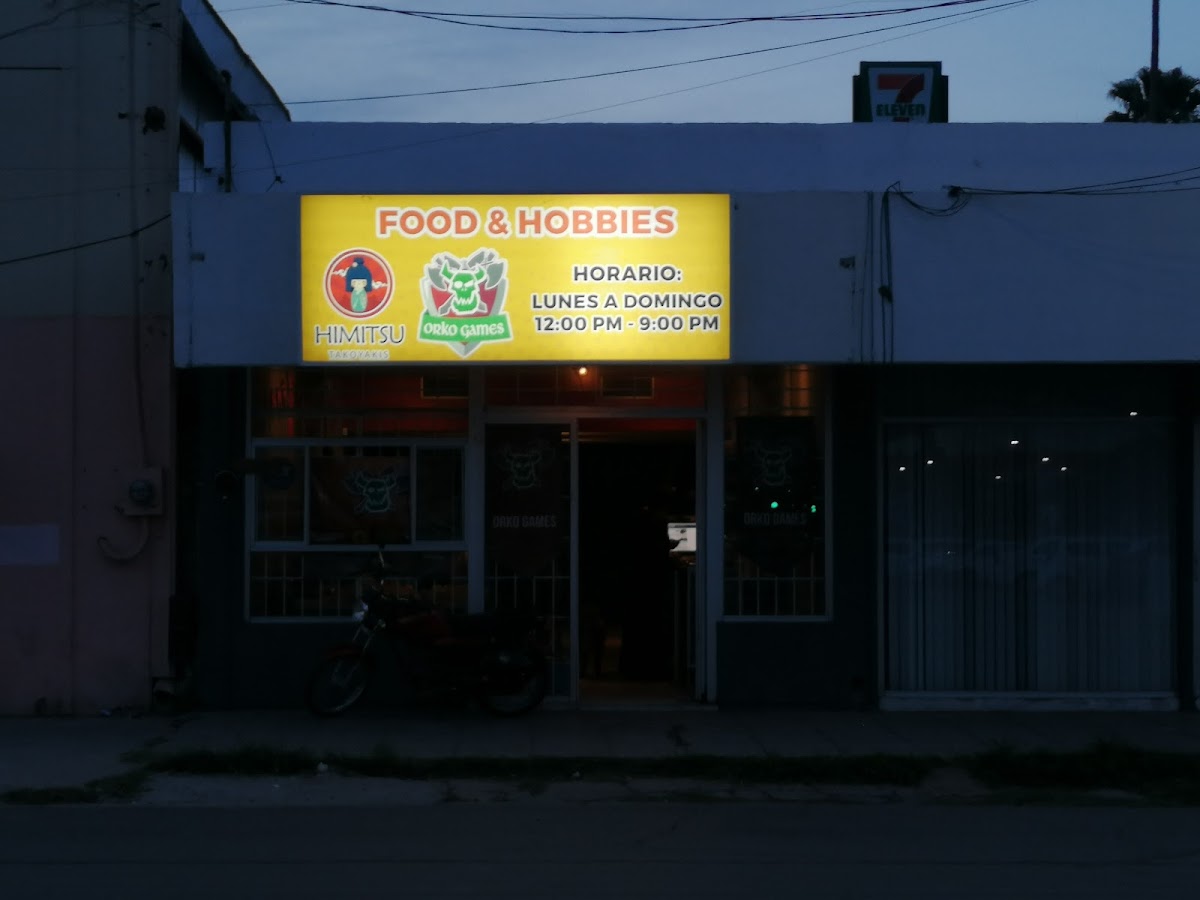 7
ELEVEN
FOOD & HOBBIES
HIMITSU
TAKOYAKIS
ORKO GAMES
HORARIO:
LUNES A DOMINGO
12:00 PM - 9:00 PM
ORKO GAMES
ORKO GAMES